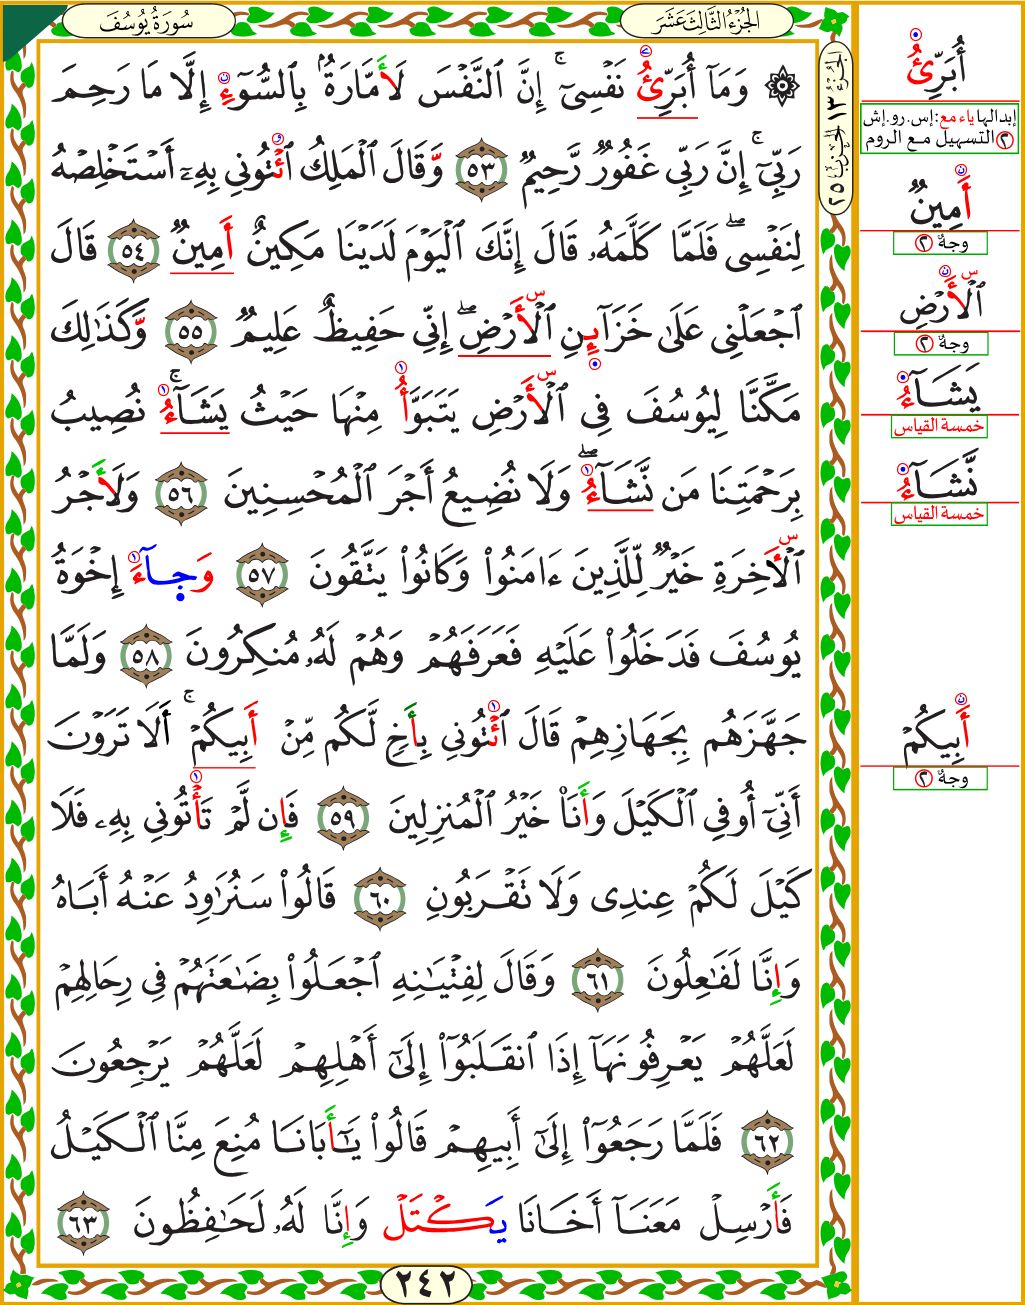 سُورَةُ يُوسُفَ
الجُزْءُ الثَّالِثَ عَشَرَ
۞ وَمَآ أُبَرِّئُ نَفْسِىٓ ۚ إِنَّ ٱلنَّفْسَ لَأَمَّارَةُۢ بِٱلسُّوٓءِ إِلَّا مَا رَحِمَ
رَبِّىٓ ۚ إِنَّ رَبِّى غَفُورٌ رَّحِيمٌ ٥٣ وَقَالَ ٱلْمَلِكُ ٱئْتُونِى بِهِۦٓ أَسْتَخْلِصْهُ
لِنَفْسِى ۖ فَلَمَّا كَلَّمَهُۥ قَالَ إِنَّكَ ٱلْيَوْمَ لَدَيْنَا مَكِينٌ أَمِينٌ ٥٤ قَالَ
ٱجْعَلْنِى عَلَىٰ خَزَآئِنِ ٱلْأَرْضِ ۖ إِنِّى حَفِيظٌ عَلِيمٌ ٥٥ وَكَذَٰلِكَ
مَكَّنَّا لِيُوسُفَ فِى ٱلْأَرْضِ يَتَبَوَّأُ مِنْهَا حَيْثُ يَشَآءُ ۚ نُصِيبُ
بِرَحْمَتِنَا مَن نَّشَآءُ ۖ وَلَا نُضِيعُ أَجْرَ ٱلْمُحْسِنِينَ ٥٦ وَلَأَجْرُ
ٱلْأَخِرَةِ خَيْرٌ لِّلَّذِينَ ءَامَنُوا۟ وَكَانُوا۟ يَتَّقُونَ ٥٧ وَجَآءَ إِخْوَةُ
يُوسُفَ فَدَخَلُوا۟ عَلَيْهِ فَعَرَفَهُمْ وَهُمْ لَهُۥ مُنكِرُونَ ٥٨ وَلَمَّا
جَهَّزَهُم بِجَهَازِهِمْ قَالَ ٱئْتُونِى بِأَخٍ لَّكُم مِّنْ أَبِيكُمْ ۚ أَلَا تَرَوْنَ
أَنِّىٓ أُوفِى ٱلْكَيْلَ وَأَنَا۠ خَيْرُ ٱلْمُنزِلِينَ ٥٩ فَإِن لَّمْ تَأْتُونِى بِهِۦ فَلَا
كَيْلَ لَكُمْ عِندِى وَلَا تَقْرَبُونِ ٦٠ قَالُوا۟ سَنُرَٰوِدُ عَنْهُ أَبَاهُ
وَإِنَّا لَفَٰعِلُونَ ٦١ وَقَالَ لِفِتْيَٰنِهِ ٱجْعَلُوا۟ بِضَٰعَتَهُمْ فِى رِحَالِهِمْ
لَعَلَّهُمْ يَعْرِفُونَهَآ إِذَا ٱنقَلَبُوٓا۟ إِلَىٰٓ أَهْلِهِمْ لَعَلَّهُمْ يَرْجِعُونَ
٦٢ فَلَمَّا رَجَعُوٓا۟ إِلَىٰٓ أَبِيهِمْ قَالُوا۟ يَٰٓأَبَانَا مُنِعَ مِنَّا ٱلْكَيْلُ
فَأَرْسِلْ مَعَنَآ أَخَانَا يَكْتَلْ وَإِنَّا لَهُۥ لَحَٰفِظُونَ ٦٣
٢٤٢
الجزء ١٣ الحزب ٢٥
أُبَرِّئُ
إبدالها ياء مع: إس. رو. إش
٢ التسهيل مع الروم
أَمِينٌ
وجهٌ ٢
ٱلْأَرْضِ
وجهٌ ٢
يَشَآءُ
خمسة القياس
نَّشَآءُ
خمسة القياس
أَبِيكُمْ
وجهٌ ٢